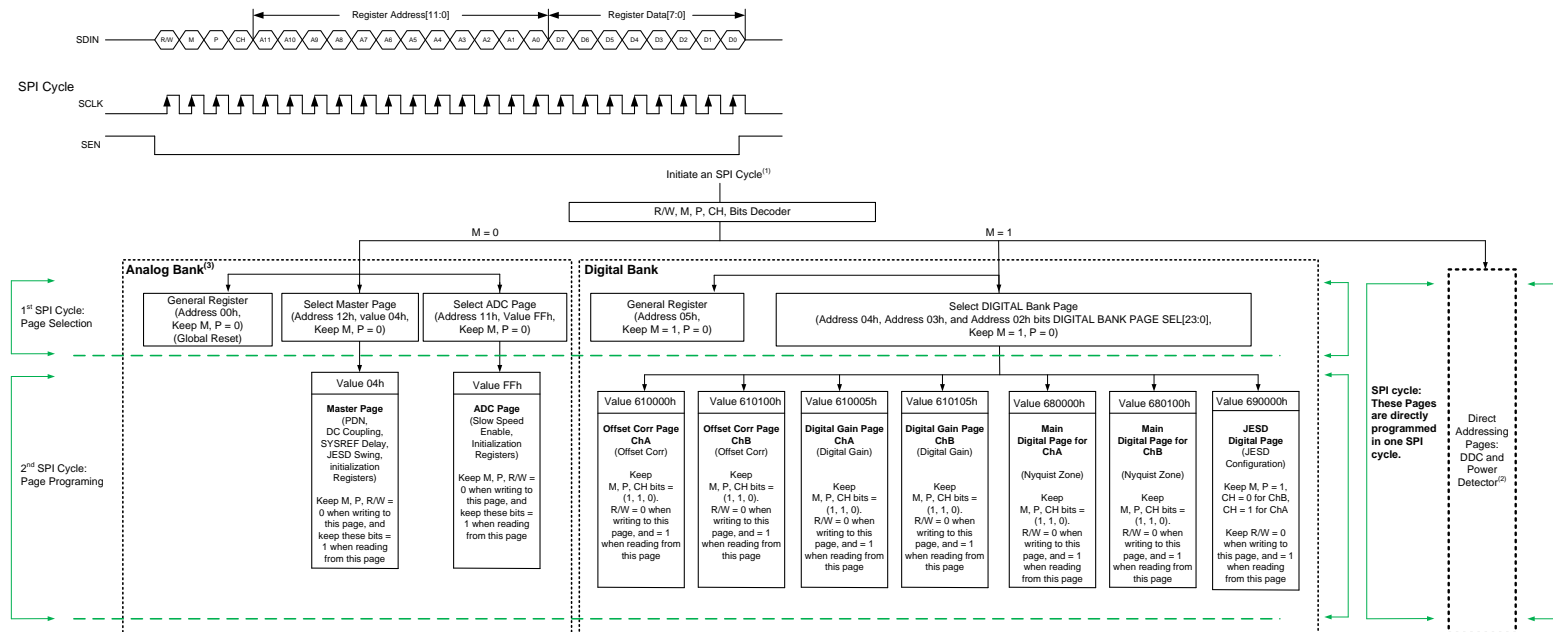 Register Address[11:0]
Register Data[7:0]
SDIN
R/W M P CH A11 A10 A9 A8 A7 A6 A5 A4 A3 A2 A1 A0 D7 D6 D5 D4 D3 D2 D1 D0
SPI Cycle
SCLK
SEN
Initiate an SPI Cycle(1)
R/W, M, P, CH, Bits Decoder
M = 0
M = 1
Analog Bank(3)
Digital Bank
1st SPI Cycle:
Page Selection
General Register
(Address 00h,
Keep M, P = 0)
(Global Reset)
Select Master Page
(Address 12h, value 04h,
Keep M, P = 0)
Select ADC Page
(Address 11h, Value FFh,
Keep M, P = 0)
General Register
(Address 05h,
Keep M = 1, P = 0)
Select DIGITAL Bank Page
(Address 04h, Address 03h, and Address 02h bits DIGITAL BANK PAGE SEL[23:0],
Keep M = 1, P = 0)
2nd SPI Cycle:
Page Programing
Value 04h
Master Page
(PDN,
DC Coupling,
SYSREF Delay,
JESD Swing,
initialization
Registers)
Keep M, P, R/W =
0 when writing to
this page, and
keep these bits =
1 when reading
from this page
Value FFh
ADC Page
(Slow Speed
Enable,
Initialization
Registers)
Keep M, P, R/W =
0 when writing to
this page, and
keep these bits =
1 when reading
from this page
Value 610000h
Offset Corr Page
ChA
(Offset Corr)
Keep
M, P, CH bits =
(1, 1, 0).
R/W = 0 when
writing to this
page, and = 1
when reading from
this page
Value 610100h
Offset Corr Page
ChB
(Offset Corr)
Keep
M, P, CH bits =
(1, 1, 0).
R/W = 0 when
writing to this
page, and = 1
when reading from
this page
Value 610005h
Digital Gain Page
ChA
(Digital Gain)
Keep
M, P, CH bits =
(1, 1, 0).
R/W = 0 when
writing to this
page, and = 1
when reading from
this page
Value 610105h
Digital Gain Page
ChB
(Digital Gain)
Keep
M, P, CH bits =
(1, 1, 0).
R/W = 0 when
writing to this
page, and = 1
when reading from
this page
Value 680000h
Main
Digital Page for
ChA
(Nyquist Zone)
Keep
M, P, CH bits =
(1, 1, 0).
R/W = 0 when
writing to this
page, and = 1
when reading
from this page
Value 680100h
Main
Digital Page for
ChB
(Nyquist Zone)
Keep
M, P, CH bits =
(1, 1, 0).
R/W = 0 when
writing to this
page, and = 1
when reading
from this page
Value 690000h
JESD
Digital Page
(JESD
Configuration)
Keep M, P = 1,
CH = 0 for ChB,
CH = 1 for ChA
Keep R/W = 0
when writing to this
page, and = 1
when reading from
this page
SPI cycle:
These Pages
are directly
programmed
in one SPI
cycle.
Direct
Addressing
Pages:
DDC and
Power
Detector(2)